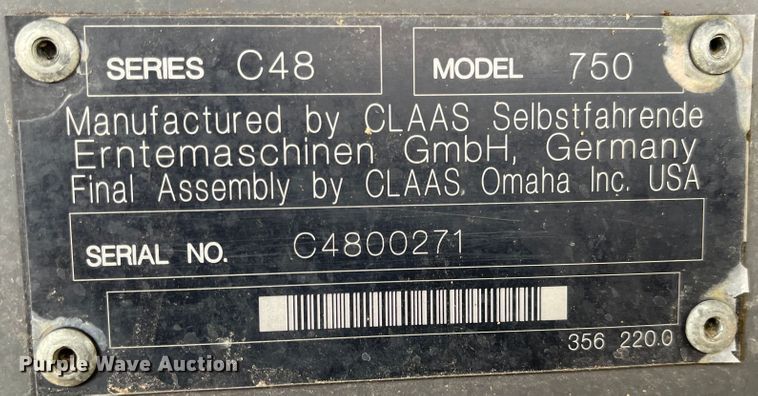 SERIES C48 MODEL 750
Manufactured by CLAAS Selbstfahrende
Erntemaschinen GmbH, Germany
Final Assembly by CLAAS Omaha Inc. USA
SERIAL NO. C4800271
356 220.0
Purple Wave Auction